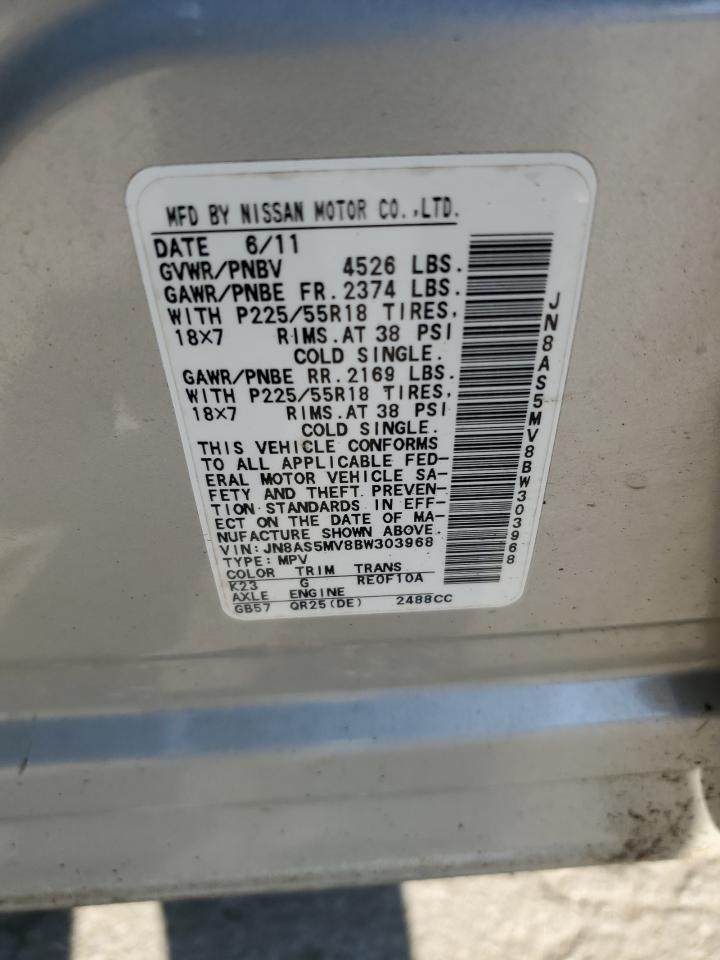 MFD BY NISSAN MOTOR CO.,LTD.
DATE 6/11
GVWR/PNBV 4526 LBS.
GAWR/PNBE FR.2374 LBS.
WITH P225/55R18 TIRES,
18X7 RIMS.AT 38 PSI
COLD SINGLE.
GAWR/PNBE RR.2169 LBS.
WITH P225/55R18 TIRES,
18X7 RIMS.AT 38 PSI
COLD SINGLE.
THIS VEHICLE CONFORMS
TO ALL APPLICABLE FED-
ERAL MOTOR VEHICLE SA-
FETY AND THEFT PREVEN-
TION STANDARDS IN EFF-
ECT ON THE DATE OF MA-
NUFACTURE SHOWN ABOVE.
VIN: JN8AS5MV8BW303968
TYPE: MPV
COLOR TRIM TRANS
K23 G RE0F10A
AXLE ENGINE
GB57 QR25(DE) 2488CC
JN8AS5MV8BW303968